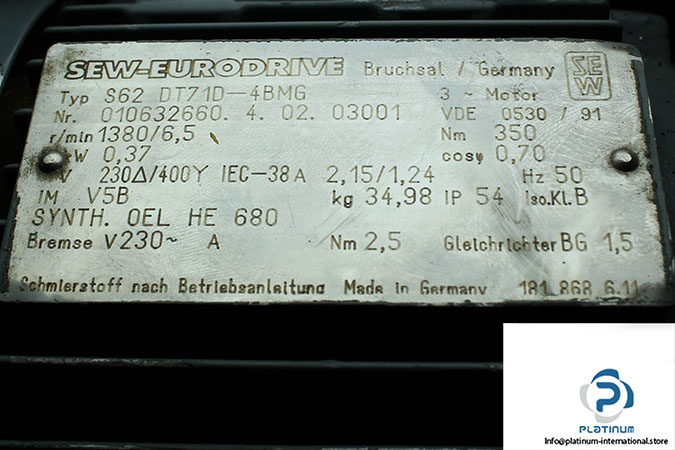 SEW-EURODRIVE Bruchsal / Germany SEW
Typ S62 DT71D-4BMG 3 ~ Motor
Nr. 010632660. 4. 02. 03001 VDE 0530 / 91
r/min 1380/6,5 Nm 350
kW 0,37 cosφ 0,70
V 230Δ/400Y IEC-38A A 2,15/1,24 Hz 50
IM V5B kg 34,98 IP 54 Iso.Kl. B
SYNTH. OEL HE 680
Bremse V 230~ A Nm 2,5 Gleichrichter BG 1,5
Schmierstoff nach Betriebsanleitung Made in Germany 181 868 6.11
PLATINUM
Info@platinum-international.store